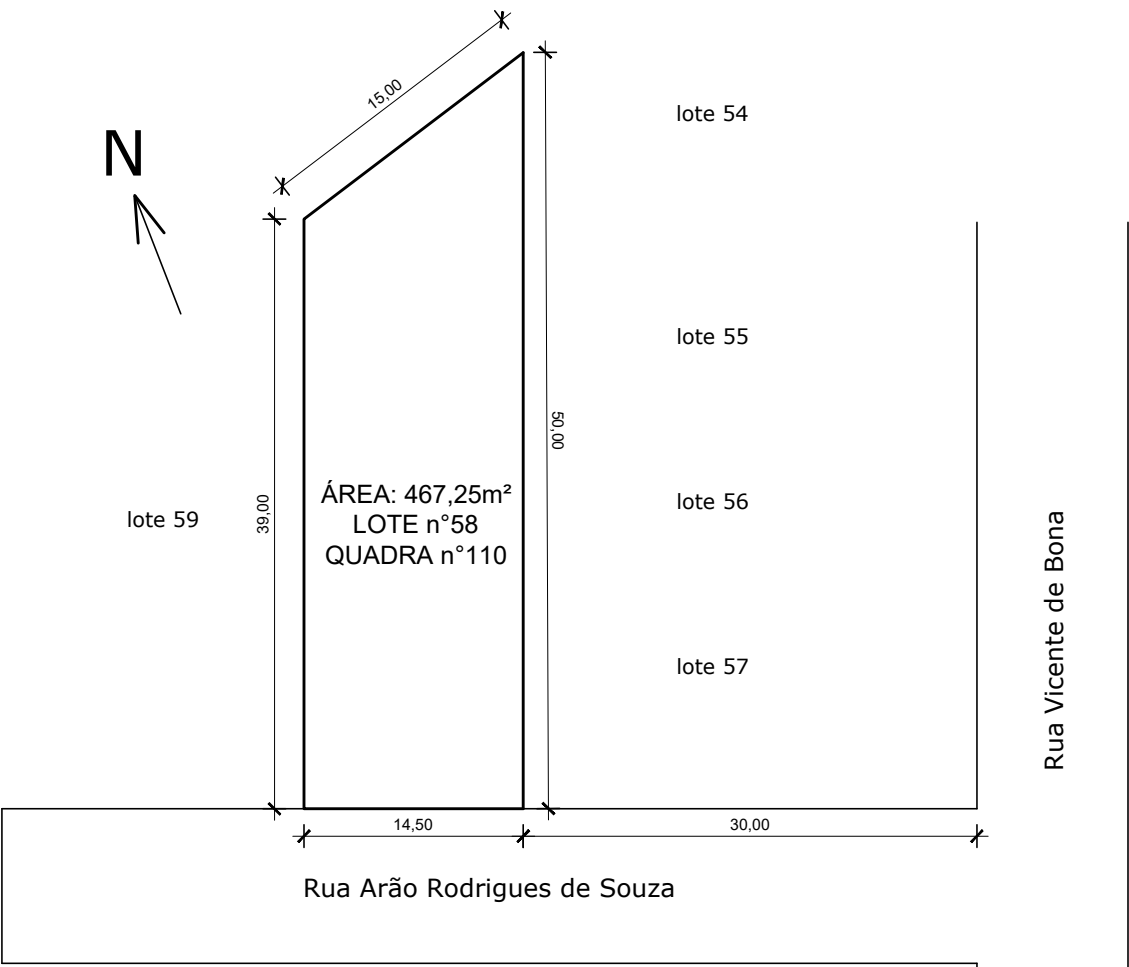 15,00
lote 54
N
lote 55
50,00
39,00
ÁREA: 467,25m²
LOTE n°58
QUADRA n°110
lote 59
lote 56
Rua Vicente de Bona
lote 57
14,50
30,00
Rua Arão Rodrigues de Souza